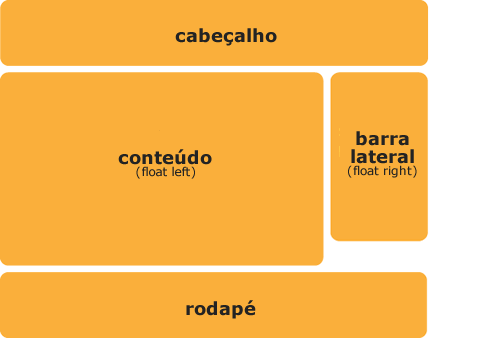 cabeçalho
conteúdo
(float left)
barra
lateral
(float right)
rodapé